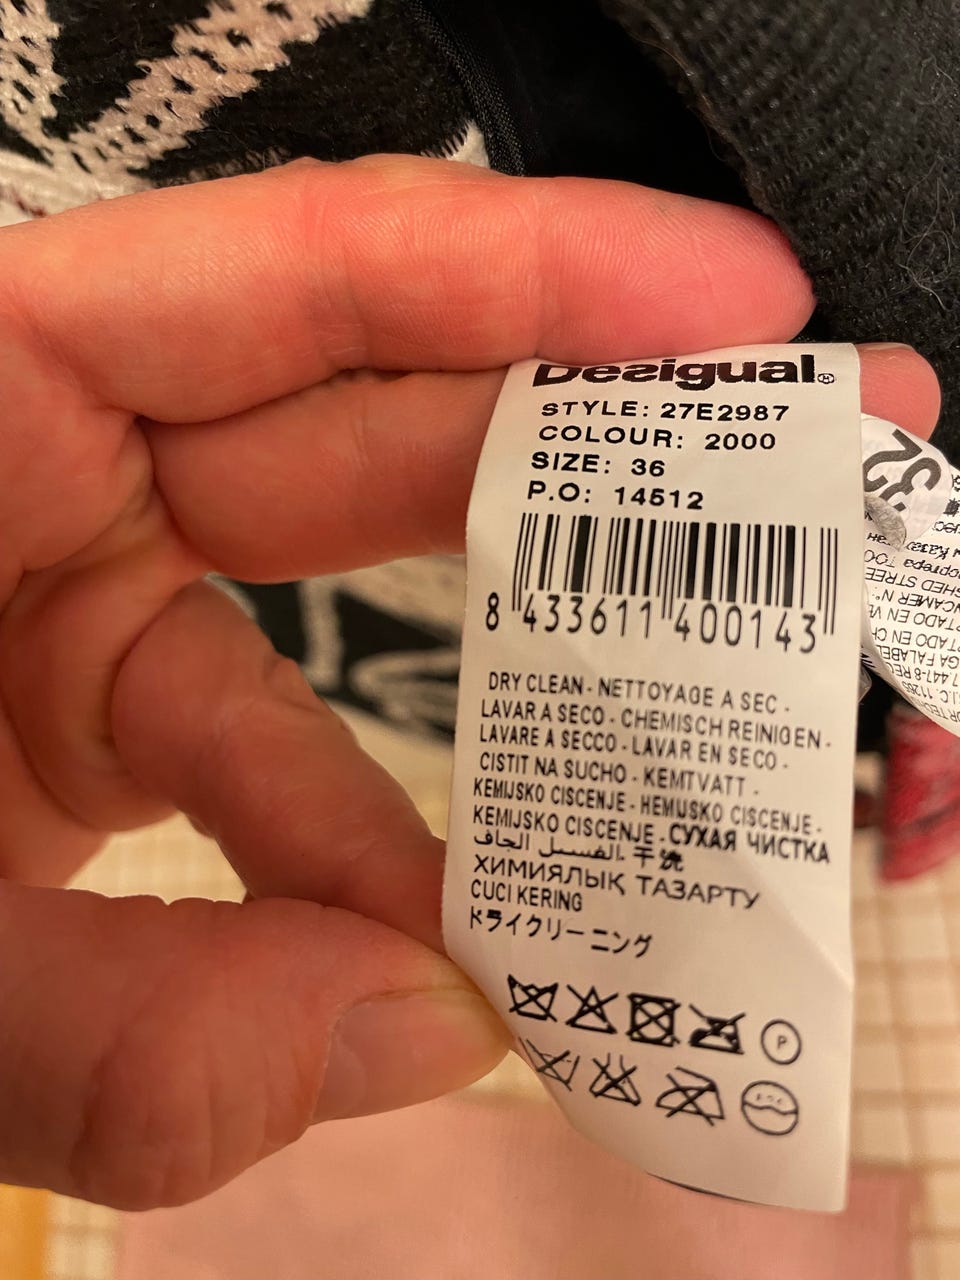 Desigual®
STYLE: 27E2987
COLOUR: 2000
SIZE: 36
P.O: 14512
8 433611 400143
DRY CLEAN - NETTOYAGE A SEC -
LAVAR A SECO - CHEMISCH REINIGEN -
LAVARE A SECCO - LAVAR EN SECO -
CISTIT NA SUCHO - KEMTVATT -
KEMIJSKO CISCENJE - HEMIJSKO CISCENJE -
KEMIJSKO CISCENJE - СУХАЯ ЧИСТКА
الغسيل الجاف. 干洗
ХИМИЯЛЫҚ ТАЗАРТУ
CUCI KERING
ドライクリーニング
P
32